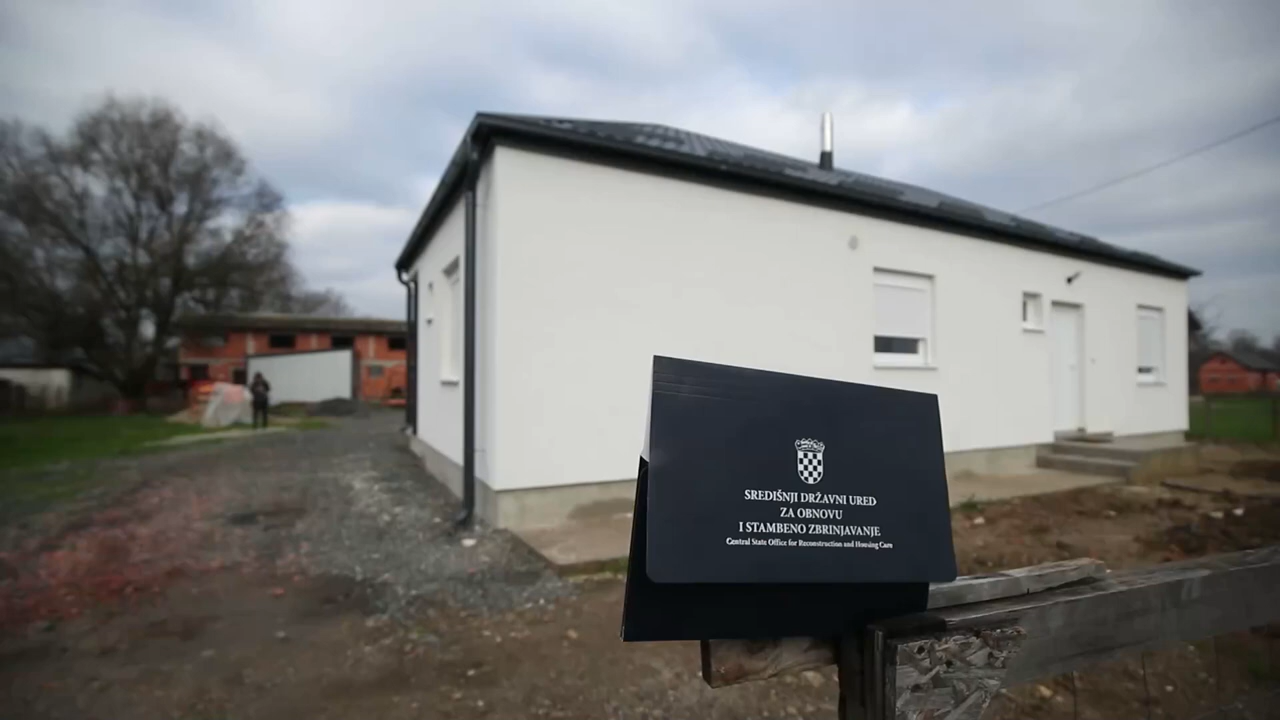 SREDIŠNJI DRŽAVNI URED
ZA OBNOVU
I STAMBENO ZBRINJAVANJE
Central State Office for Reconstruction and Housing Care